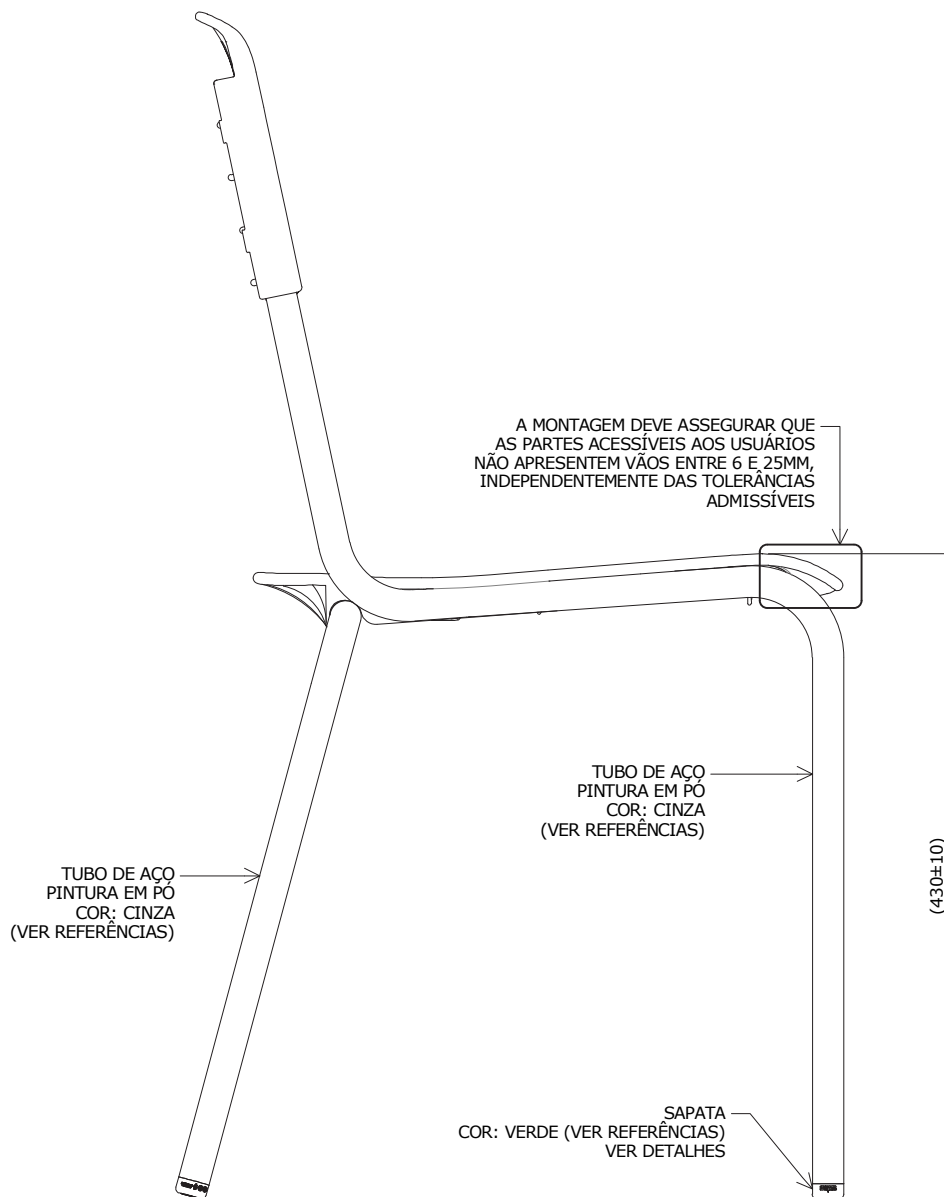 A MONTAGEM DEVE ASSEGURAR QUE
AS PARTES ACESSÍVEIS AOS USUÁRIOS
NÃO APRESENTEM VÃOS ENTRE 6 E 25MM,
INDEPENDENTEMENTE DAS TOLERÂNCIAS
ADMISSÍVEIS
TUBO DE AÇO
PINTURA EM PÓ
COR: CINZA
(VER REFERÊNCIAS)
(430±10)
TUBO DE AÇO
PINTURA EM PÓ
COR: CINZA
(VER REFERÊNCIAS)
SAPATA
COR: VERDE (VER REFERÊNCIAS)
VER DETALHES